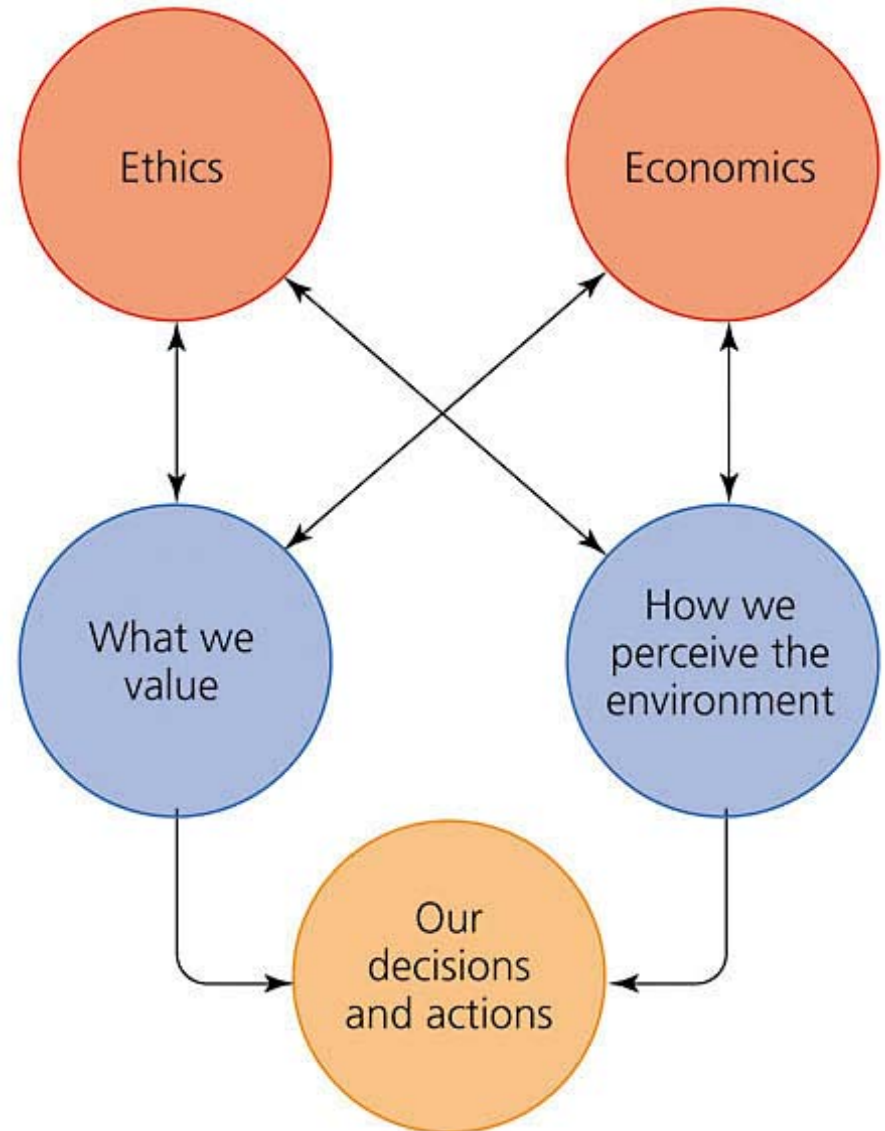 Ethics
Economics
What we
value
How we
perceive the
environment
Our
decisions
and actions